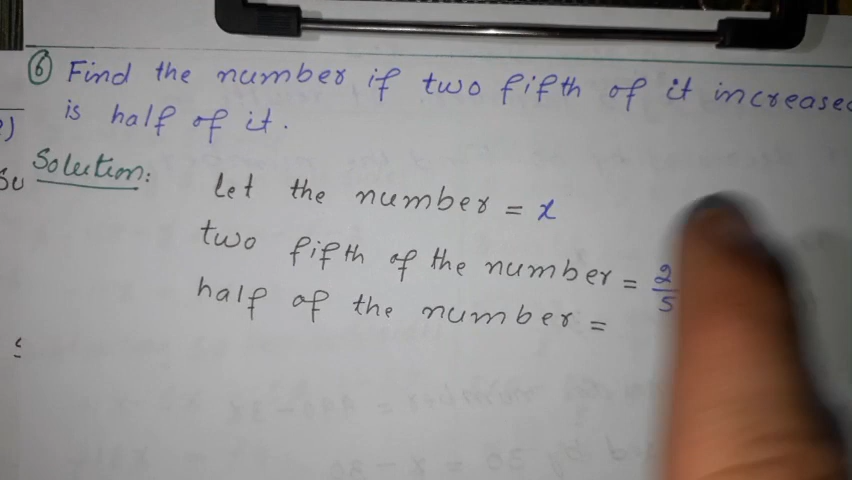 6 Find the number if two fifth of it increased
is half of it.
Solution:
let the number = x
two fifth of the number = 2/5
half of the number =